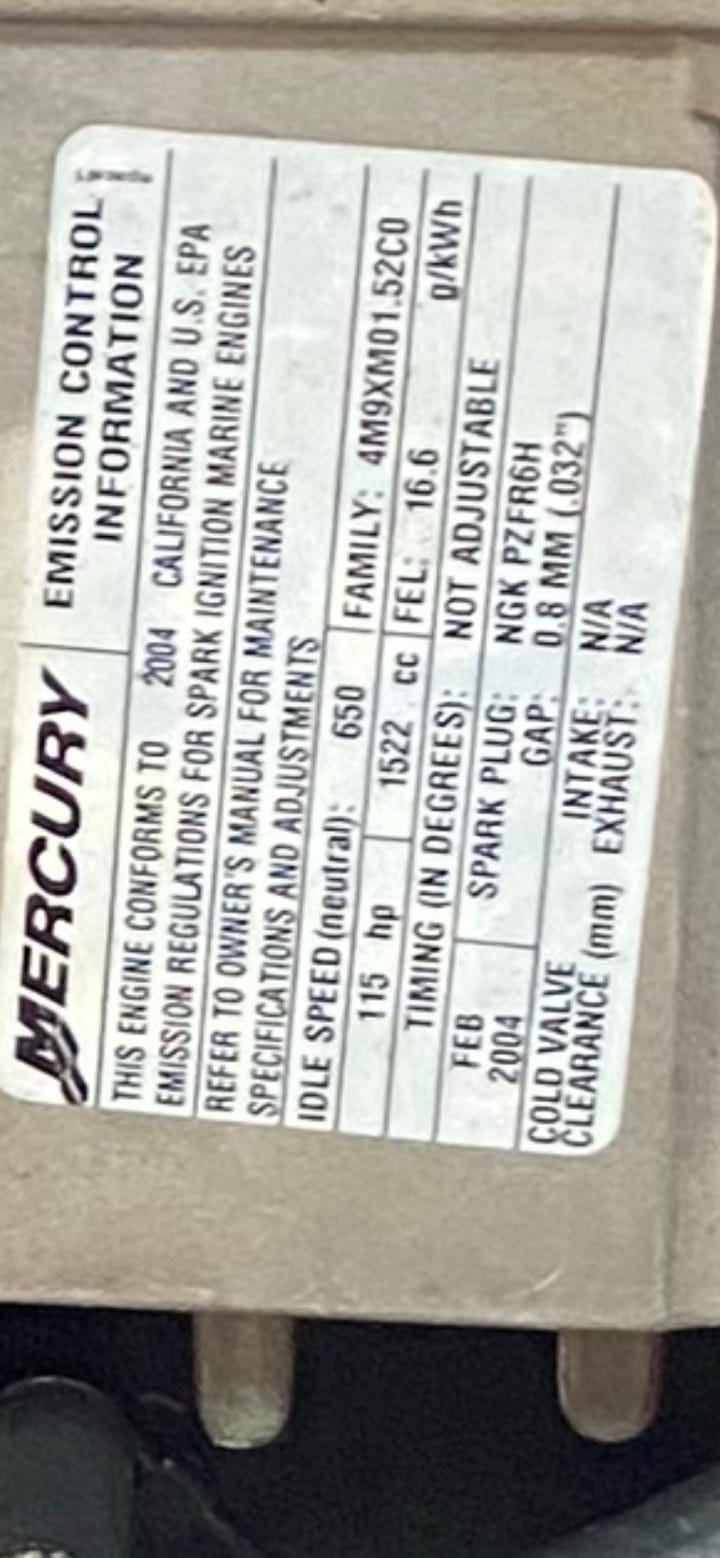 MERCURY
EMISSION CONTROL
INFORMATION
THIS ENGINE CONFORMS TO 2004 CALIFORNIA AND U.S. EPA
EMISSION REGULATIONS FOR SPARK IGNITION MARINE ENGINES
REFER TO OWNER'S MANUAL FOR MAINTENANCE
SPECIFICATIONS AND ADJUSTMENTS
IDLE SPEED (neutral): 650 FAMILY: 4M9XM01.52C0
115 hp 1522 cc FEL: 16.6 g/kWh
TIMING (IN DEGREES): NOT ADJUSTABLE
FEB SPARK PLUG: NGK PZFR6H
2004 GAP: 0.8 MM (.032")
COLD VALVE INTAKE: N/A
CLEARANCE (mm) EXHAUST: N/A